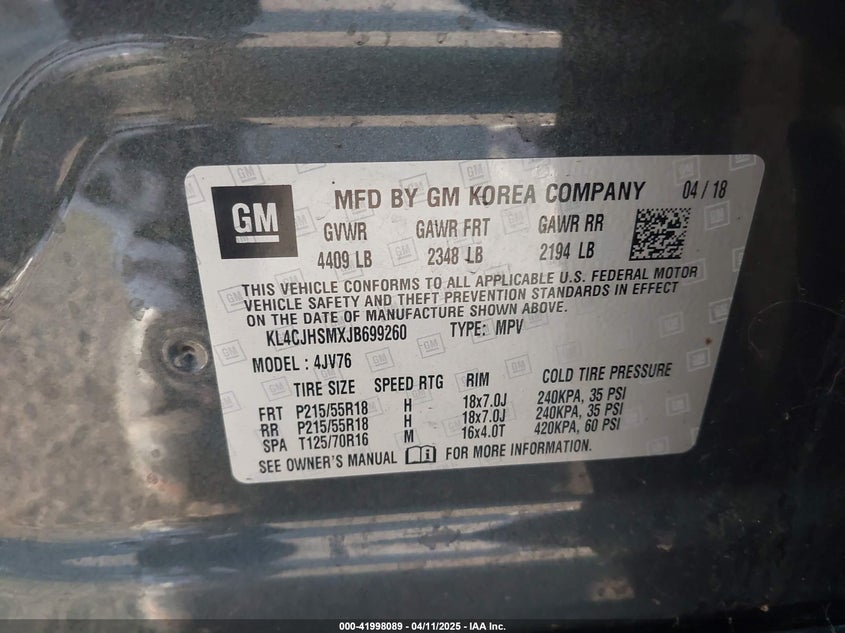 GM
MFD BY GM KOREA COMPANY 04/18
GVWR GAWR FRT GAWR RR
4409 LB 2348 LB 2194 LB
THIS VEHICLE CONFORMS TO ALL APPLICABLE U.S. FEDERAL MOTOR
VEHICLE SAFETY AND THEFT PREVENTION STANDARDS IN EFFECT
ON THE DATE OF MANUFACTURE SHOWN ABOVE.
KL4CJHSMXJB699260 TYPE: MPV
MODEL: 4JV76
TIRE SIZE SPEED RTG RIM COLD TIRE PRESSURE
FRT P215/55R18 H 18x7.0J 240KPA, 35 PSI
RR P215/55R18 H 18x7.0J 240KPA, 35 PSI
SPA T125/70R16 M 16x4.0T 420KPA, 60 PSI
SEE OWNER'S MANUAL FOR MORE INFORMATION.
000-41998089 - 04/11/2025 - IAA Inc.